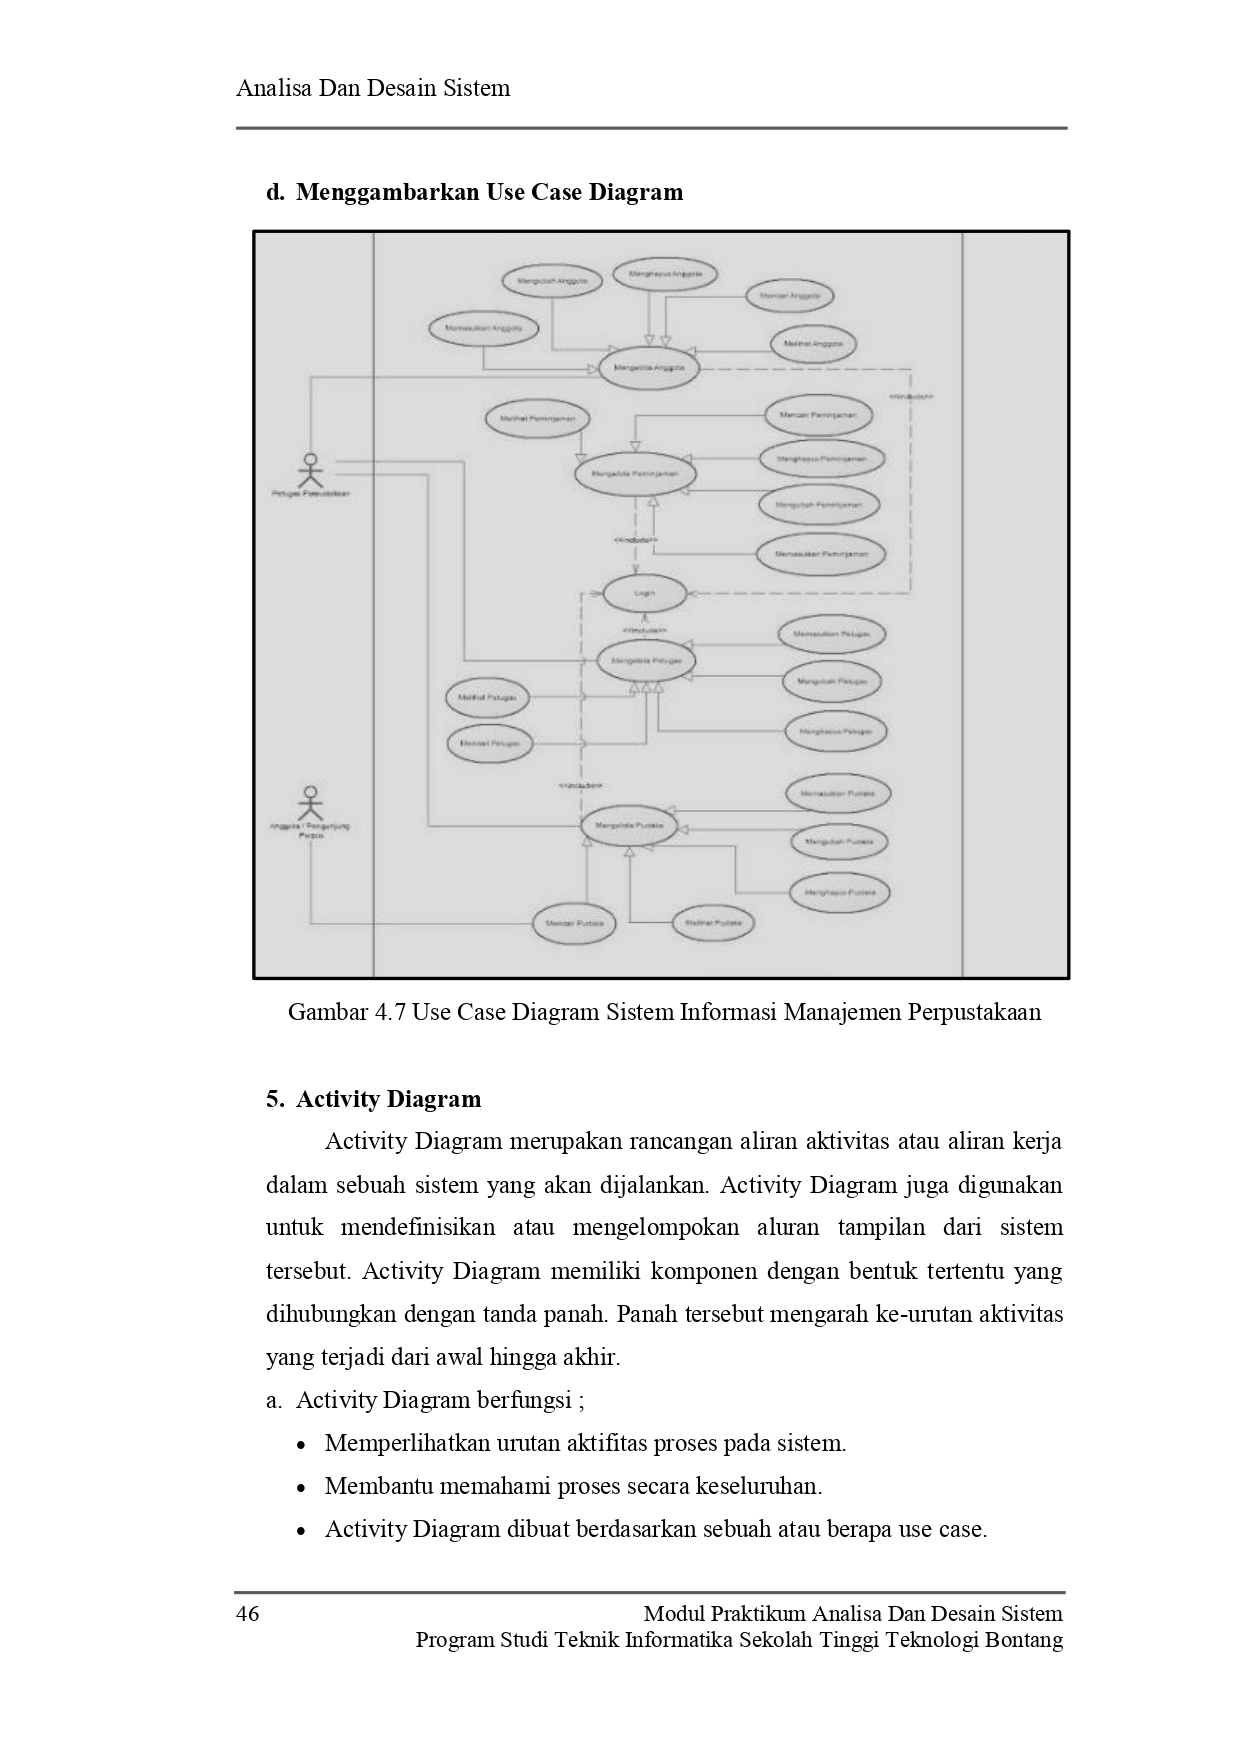 Analisa Dan Desain Sistem
d. Menggambarkan Use Case Diagram
Mengubah Anggota
Menghapus Anggota
Mencari Anggota
Memasukkan Anggota
Melihat Anggota
Mengelola Anggota
<<include>>
Melihat Peminjaman
Mencari Peminjaman
Menghapus Peminjaman
Mengelola Peminjaman
Petugas Perpustakaan
Mengubah Peminjaman
<<include>>
Memasukkan Peminjaman
Login
<<include>>
Memasukkan Petugas
Mengelola Petugas
Mengubah Petugas
Melihat Petugas
Menghapus Petugas
Mencari Petugas
<<include>>
Memasukkan Pustaka
Anggota / Pengunjung
Perpus
Mengelola Pustaka
Mengubah Pustaka
Menghapus Pustaka
Mencari Pustaka
Melihat Pustaka
Gambar 4.7 Use Case Diagram Sistem Informasi Manajemen Perpustakaan
5. Activity Diagram
Activity Diagram merupakan rancangan aliran aktivitas atau aliran kerja
dalam sebuah sistem yang akan dijalankan. Activity Diagram juga digunakan
untuk mendefinisikan atau mengelompokan aluran tampilan dari sistem
tersebut. Activity Diagram memiliki komponen dengan bentuk tertentu yang
dihubungkan dengan tanda panah. Panah tersebut mengarah ke-urutan aktivitas
yang terjadi dari awal hingga akhir.
a. Activity Diagram berfungsi ;
• Memperlihatkan urutan aktifitas proses pada sistem.
• Membantu memahami proses secara keseluruhan.
• Activity Diagram dibuat berdasarkan sebuah atau berapa use case.
46
Modul Praktikum Analisa Dan Desain Sistem
Program Studi Teknik Informatika Sekolah Tinggi Teknologi Bontang